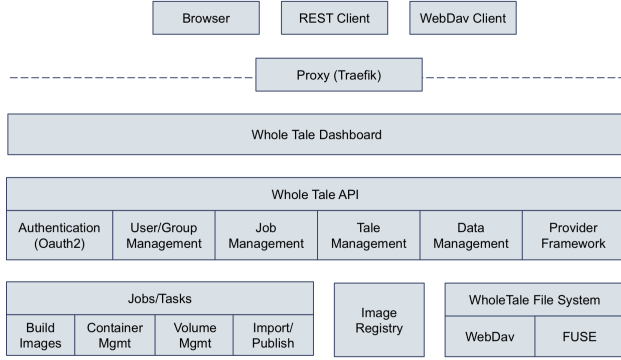 Browser
REST Client
WebDav Client
Proxy (Traefik)
Whole Tale Dashboard
Whole Tale API
Authentication
(Oauth2)
User/Group
Management
Job
Management
Tale
Management
Data
Management
Provider
Framework
Jobs/Tasks
Build
Images
Container
Mgmt
Volume
Mgmt
Import/
Publish
Image
Registry
WholeTale File System
WebDav
FUSE